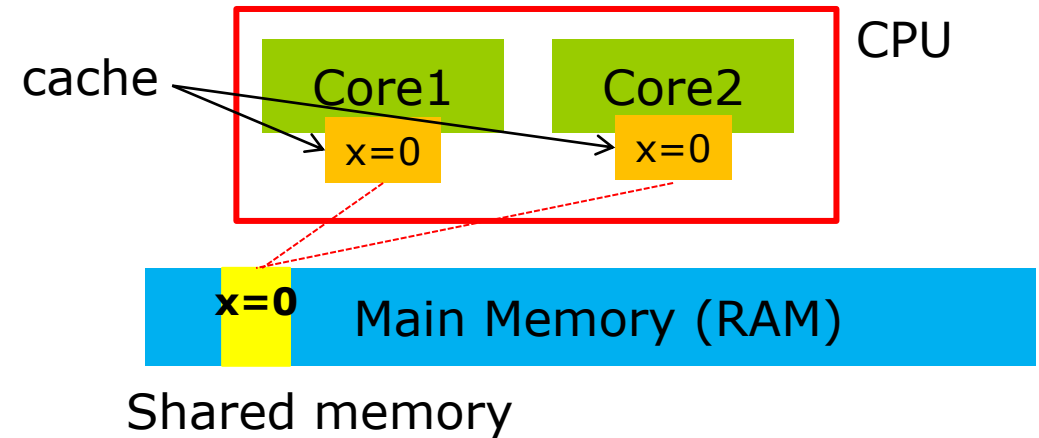 CPU
cache
Core1
Core2
x=0
x=0
x=0
Main Memory (RAM)
Shared memory